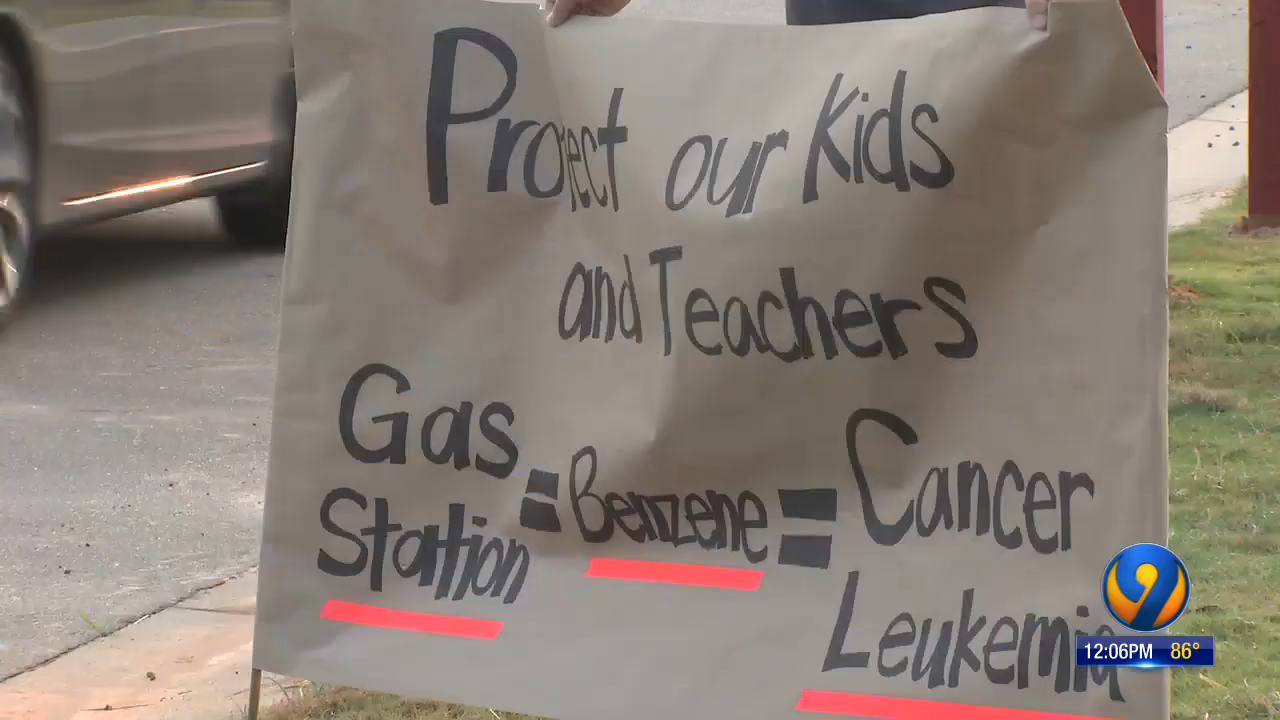 Protect our Kids
and Teachers
Gas Station = Benzene = Cancer
Leukemia
9
12:06PM 86°